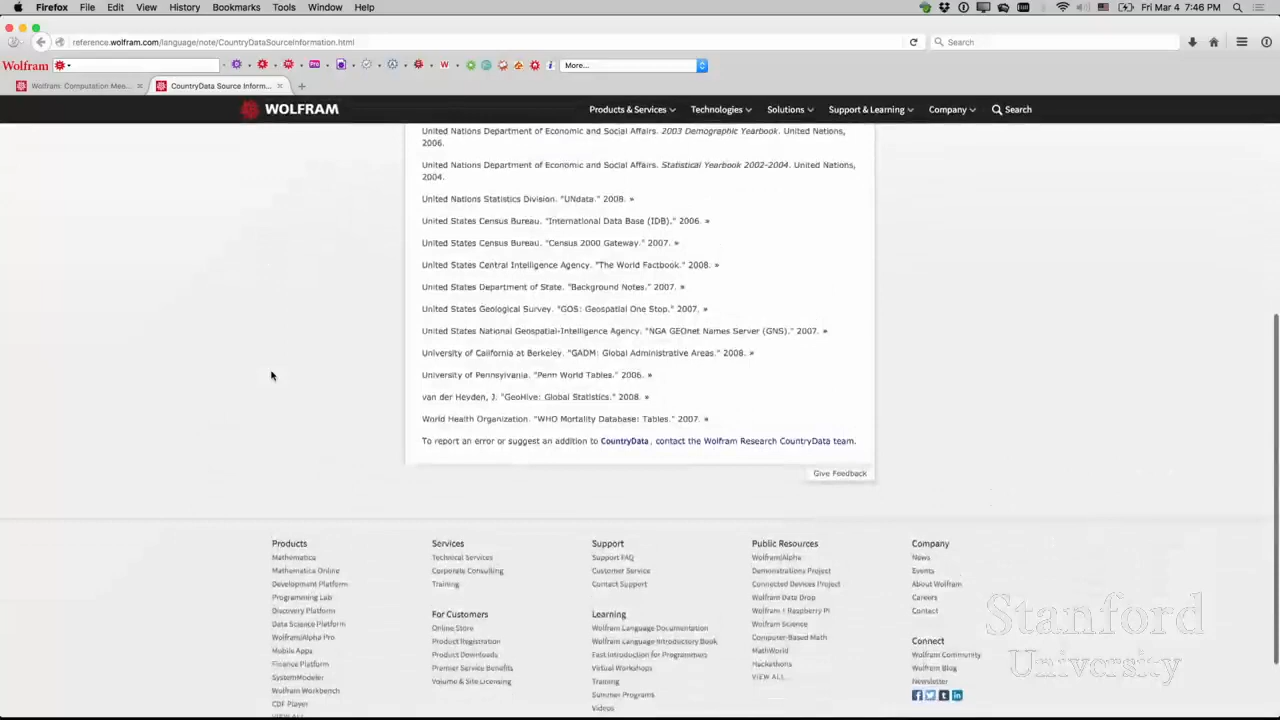 Firefox File Edit View History Bookmarks Tools Window Help Fri Mar 4 7:46 PM
reference.wolfram.com/language/note/CountryDataSourceInformation.html Search
Wolfram More...
Wolfram: Computation Mee... CountryData Source Inform...
WOLFRAM Products & Services Technologies Solutions Support & Learning Company Search
United Nations Department of Economic and Social Affairs. 2003 Demographic Yearbook. United Nations,
2006.
United Nations Department of Economic and Social Affairs. Statistical Yearbook 2002-2004. United Nations,
2004.
United Nations Statistics Division. "UNdata." 2008. »
United States Census Bureau. "International Data Base (IDB)." 2006. »
United States Census Bureau. "Census 2000 Gateway." 2007. »
United States Central Intelligence Agency. "The World Factbook." 2008. »
United States Department of State. "Background Notes." 2007. »
United States Geological Survey. "GOS: Geospatial One Stop." 2007. »
United States National Geospatial-Intelligence Agency. "NGA GEOnet Names Server (GNS)." 2007. »
University of California at Berkeley. "GADM: Global Administrative Areas." 2008. »
University of Pennsylvania. "Penn World Tables." 2006. »
van der Heyden, J. "GeoHive: Global Statistics." 2008. »
World Health Organization. "WHO Mortality Database: Tables." 2007. »
To report an error or suggest an addition to CountryData, contact the Wolfram Research CountryData team.
Give Feedback
Products
Mathematica
Mathematica Online
Development Platform
Programming Lab
Discovery Platform
Data Science Platform
Wolfram|Alpha Pro
Mobile Apps
Finance Platform
SystemModeler
Wolfram Workbench
CDF Player
VIEW ALL
Services
Technical Services
Corporate Consulting
Training
For Customers
Online Store
Product Registration
Product Downloads
Premier Service Benefits
Volume & Site Licensing
Support
Support FAQ
Customer Service
Contact Support
Learning
Wolfram Language Documentation
Wolfram Language Introductory Book
Fast Introduction for Programmers
Virtual Workshops
Training
Summer Programs
Videos
Public Resources
Wolfram|Alpha
Demonstrations Project
Connected Devices Project
Wolfram Data Drop
Wolfram + Raspberry Pi
Wolfram Science
Computer-Based Math
MathWorld
Hackathons
VIEW ALL...
Company
News
Events
About Wolfram
Careers
Contact
Connect
Wolfram Community
Wolfram Blog
Newsletter
Stanford
University